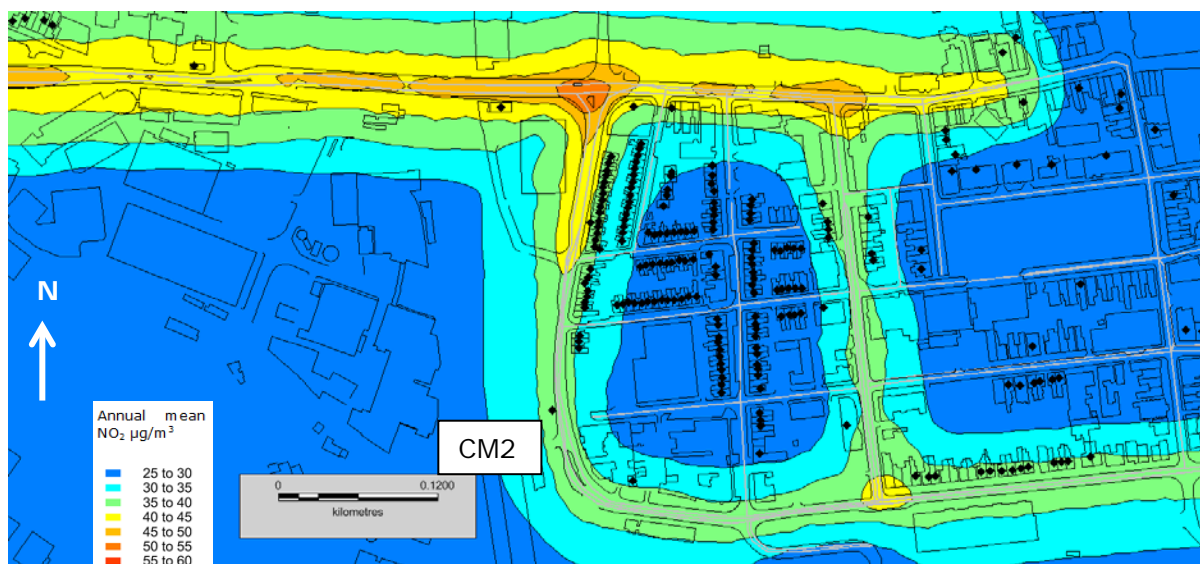 N
Annual mean
NO₂ µg/m³
25 to 30
30 to 35
35 to 40
40 to 45
45 to 50
50 to 55
55 to 60
CM2
0 0.1200
kilometres